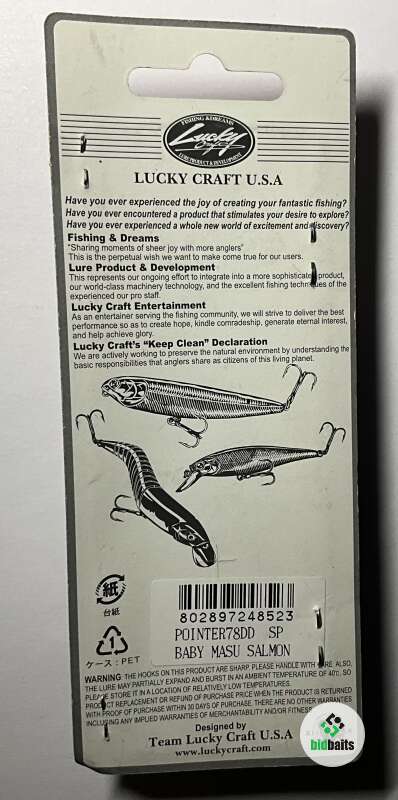 FISHING & DREAMS
Lucky
Craft
LURE PRODUCT & DEVELOPMENT
LUCKY CRAFT U.S.A
Have you ever experienced the joy of creating your fantastic fishing?
Have you ever encountered a product that stimulates your desire to explore?
Have you ever experienced a whole new world of excitement and discovery?
Fishing & Dreams
"Sharing moments of sheer joy with more anglers"
This is the perpetual wish we want to make come true for our users.
Lure Product & Development
This represents our ongoing effort to integrate into a more sophisticated product,
our world-class machinery technology, and the excellent fishing techniques of the
experienced our pro staff.
Lucky Craft Entertainment
As an entertainer serving the fishing community, we will strive to deliver the best
performance so as to create hope, kindle comradeship, generate eternal interest,
and help achieve glory.
Lucky Craft's "Keep Clean" Declaration
We are actively working to preserve the natural environment by understanding the
basic responsibilities that anglers share as citizens of this living planet.
紙
台紙
1
ケース : PET
802897248523
POINTER78DD SP
BABY MASU SALMON
WARNING: THE HOOKS ON THIS PRODUCT ARE SHARP. PLEASE HANDLE WITH CARE. ALSO,
THE LURE MAY PARTIALLY EXPAND AND BURST IN AN AMBIENT TEMPERATURE OF 40℃, SO
PLEASE STORE IT IN A LOCATION OF RELATIVELY LOW TEMPERATURES.
PRODUCT REPLACEMENT OR REFUND OF PURCHASE PRICE WHEN THE PRODUCT IS RETURNED
WITH PROOF OF PURCHASE WITHIN 30 DAYS OF PURCHASE. THERE ARE NO OTHER WARRANTIES
INCLUDING ANY IMPLIED WARRANTIES OF MERCHANTABILITY AND/OR FITNESS
Designed by
Team Lucky Craft U.S.A
www.luckycraft.com
bidbaits